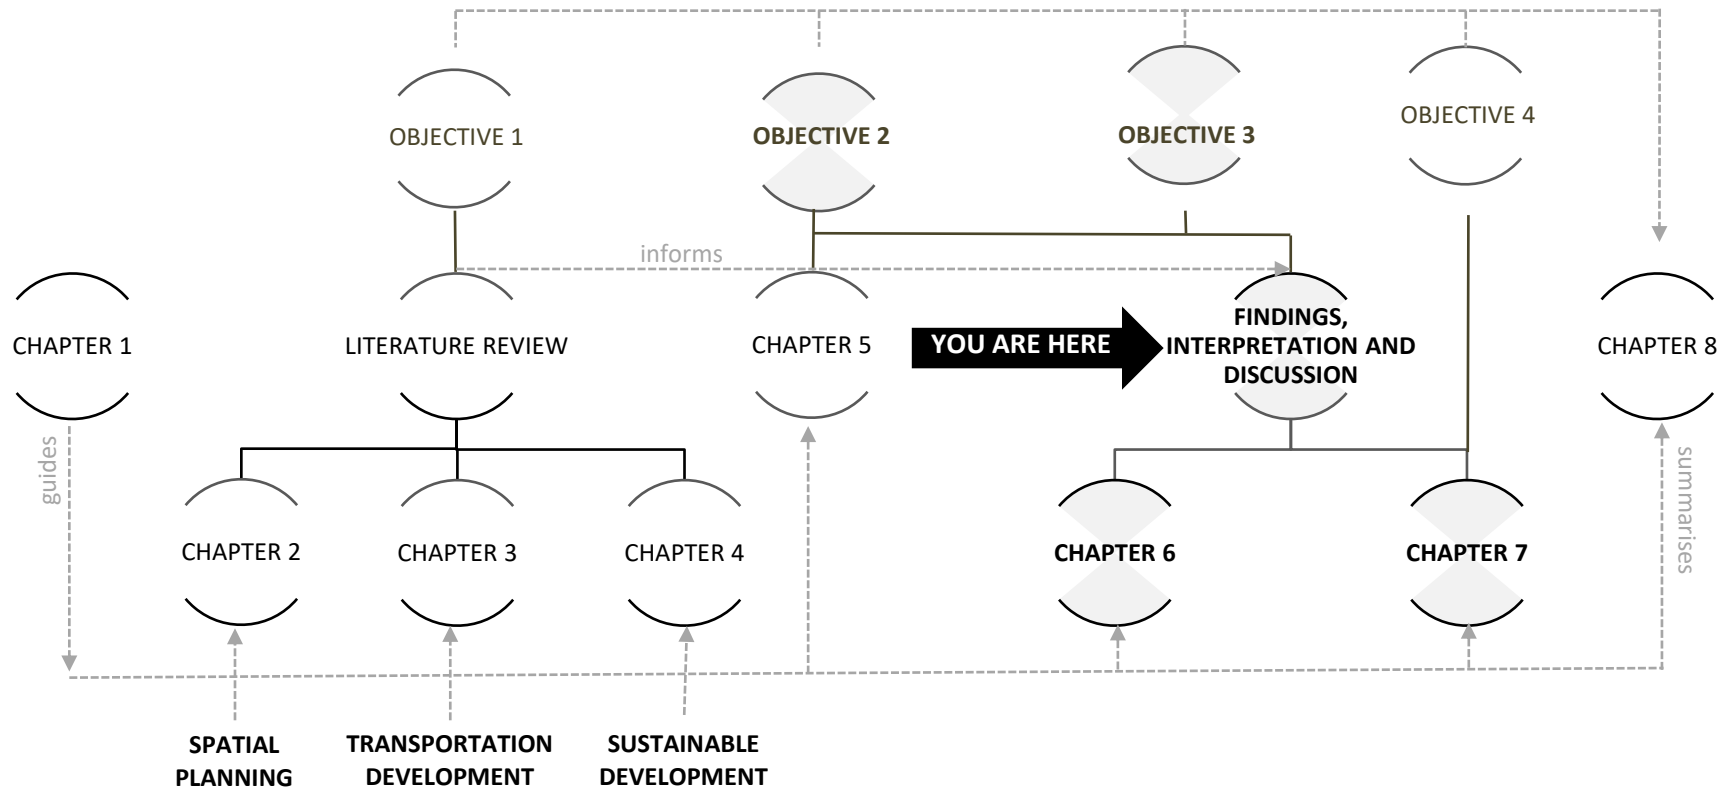 OBJECTIVE 1
OBJECTIVE 2
OBJECTIVE 3
OBJECTIVE 4
informs
CHAPTER 1
LITERATURE REVIEW
CHAPTER 5
YOU ARE HERE
FINDINGS,
INTERPRETATION AND
DISCUSSION
CHAPTER 8
guides
summarises
CHAPTER 2
CHAPTER 3
CHAPTER 4
CHAPTER 6
CHAPTER 7
SPATIAL
PLANNING
TRANSPORTATION
DEVELOPMENT
SUSTAINABLE
DEVELOPMENT